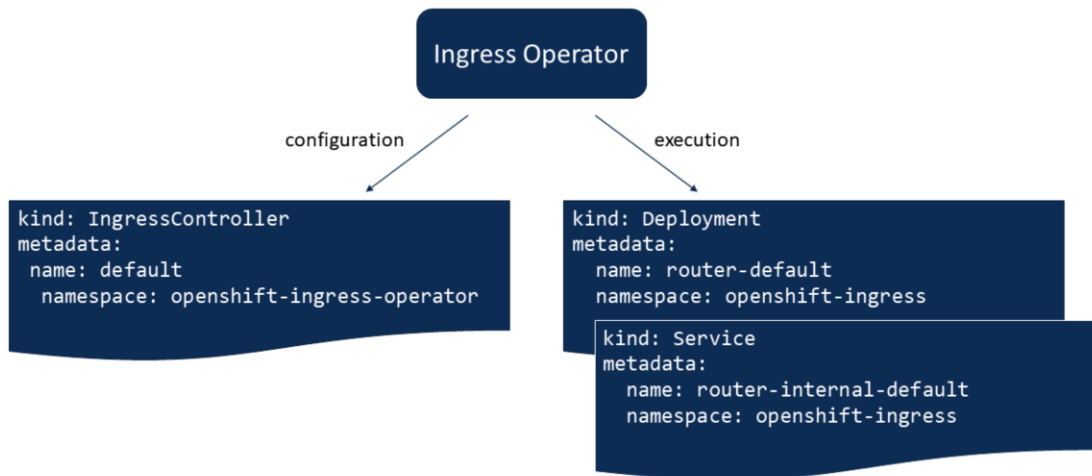 Ingress Operator
configuration
execution
kind: IngressController
metadata:
 name: default
  namespace: openshift-ingress-operator
kind: Deployment
metadata:
  name: router-default
  namespace: openshift-ingress
kind: Service
metadata:
  name: router-internal-default
  namespace: openshift-ingress